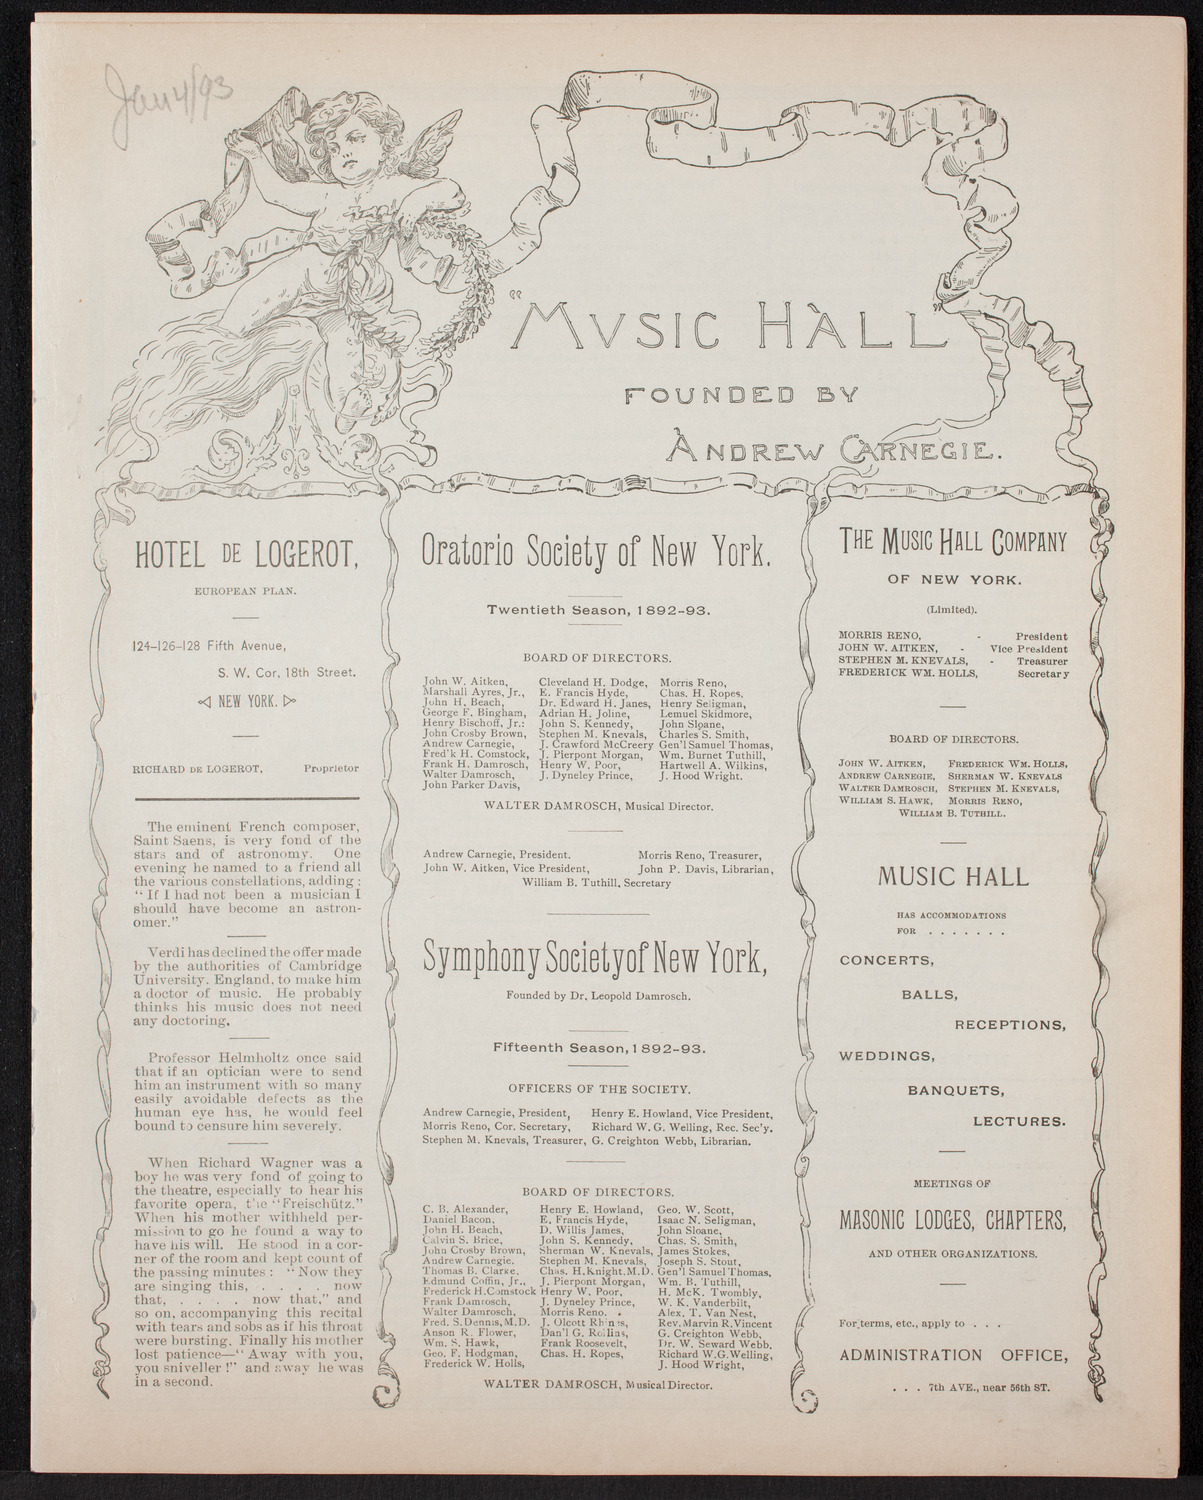 Jan 4/93
"MVSIC HALL"
FOUNDED BY
ANDREW CARNEGIE.
HOTEL DE LOGEROT,
EUROPEAN PLAN.
124-126-128 Fifth Avenue,
S. W. Cor. 18th Street.
NEW YORK.
RICHARD DE LOGEROT, Proprietor
The eminent French composer,
Saint Saens, is very fond of the
stars and of astronomy. One
evening he named to a friend all
the various constellations, adding :
" If I had not been a musician I
should have become an astron-
omer."
Verdi has declined the offer made
by the authorities of Cambridge
University, England, to make him
a doctor of music. He probably
thinks his music does not need
any doctoring.
Professor Helmholtz once said
that if an optician were to send
him an instrument with so many
easily avoidable defects as the
human eye has, he would feel
bound to censure him severely.
When Richard Wagner was a
boy he was very fond of going to
the theatre, especially to hear his
favorite opera, the "Freischütz."
When his mother withheld per-
mission to go he found a way to
have his will. He stood in a cor-
ner of the room and kept count of
the passing minutes : "Now they
are singing this, . . . . now
that, . . . . now that," and
so on, accompanying this recital
with tears and sobs as if his throat
were bursting. Finally his mother
lost patience—"Away with you,
you sniveller !" and away he was
in a second.
Oratorio Society of New York.
Twentieth Season, 1892-93.
BOARD OF DIRECTORS.
John W. Aitken, Cleveland H. Dodge, Morris Reno,
Marshall Ayres, Jr., E. Francis Hyde, Chas. H. Ropes,
John H. Beach, Dr. Edward H. Janes, Henry Seligman,
George F. Bingham, Adrian H. Joline, Lemuel Skidmore,
Henry Bischoff, Jr.: John S. Kennedy, John Sloane,
John Crosby Brown, Stephen M. Knevals, Charles S. Smith,
Andrew Carnegie, J. Crawford McCreery Gen'l Samuel Thomas,
Fred'k H. Comstock, J. Pierpont Morgan, Wm. Burnet Tuthill,
Frank H. Damrosch, Henry W. Poor, Hartwell A. Wilkins,
Walter Damrosch, J. Dyneley Prince, J. Hood Wright.
John Parker Davis,
WALTER DAMROSCH, Musical Director.
Andrew Carnegie, President. Morris Reno, Treasurer,
John W. Aitken, Vice President, John P. Davis, Librarian,
William B. Tuthill, Secretary
Symphony Society of New York,
Founded by Dr. Leopold Damrosch.
Fifteenth Season, 1892-93.
OFFICERS OF THE SOCIETY.
Andrew Carnegie, President, Henry E. Howland, Vice President,
Morris Reno, Cor. Secretary, Richard W. G. Welling, Rec. Sec'y.
Stephen M. Knevals, Treasurer, G. Creighton Webb, Librarian.
BOARD OF DIRECTORS.
C. B. Alexander, Henry E. Howland, Geo. W. Scott,
Daniel Bacon, E. Francis Hyde, Isaac N. Seligman,
John H. Beach, D. Willis James, John Sloane,
Calvin S. Brice, John S. Kennedy, Chas. S. Smith,
John Crosby Brown, Sherman W. Knevals, James Stokes,
Andrew Carnegie. Stephen M. Knevals, Joseph S. Stout,
Thomas B. Clarke, Chas. H. Knight, M.D. Gen'l Samuel Thomas,
Edmund Coffin, Jr., J. Pierpont Morgan, Wm. B. Tuthill,
Frederick H. Comstock Henry W. Poor, H. McK. Twombly,
Frank Damrosch, J. Dyneley Prince, W. K. Vanderbilt,
Walter Damrosch, Morris Reno. Alex. T. Van Nest,
Fred. S. Dennis, M.D. J. Olcott Rhines, Rev. Marvin R. Vincent
Anson R. Flower, Dan'l G. Rollins, G. Creighton Webb,
Wm. S. Hawk, Frank Roosevelt, Dr. W. Seward Webb,
Geo. F. Hodgman, Chas. H. Ropes, Richard W. G. Welling,
Frederick W. Holls, J. Hood Wright,
WALTER DAMROSCH, Musical Director.
THE MUSIC HALL COMPANY
OF NEW YORK.
(Limited).
MORRIS RENO, - President
JOHN W. AITKEN, - Vice President
STEPHEN M. KNEVALS, - Treasurer
FREDERICK WM. HOLLS, Secretary
BOARD OF DIRECTORS.
JOHN W. AITKEN, FREDERICK WM. HOLLS,
ANDREW CARNEGIE, SHERMAN W. KNEVALS
WALTER DAMROSCH, STEPHEN M. KNEVALS,
WILLIAM S. HAWK, MORRIS RENO,
WILLIAM B. TUTHILL.
MUSIC HALL
HAS ACCOMMODATIONS
FOR . . . . . . .
CONCERTS,
BALLS,
RECEPTIONS,
WEDDINGS,
BANQUETS,
LECTURES.
MEETINGS OF
MASONIC LODGES, CHAPTERS,
AND OTHER ORGANIZATIONS.
For terms, etc., apply to . . .
ADMINISTRATION OFFICE,
. . . 7th AVE., near 56th ST.